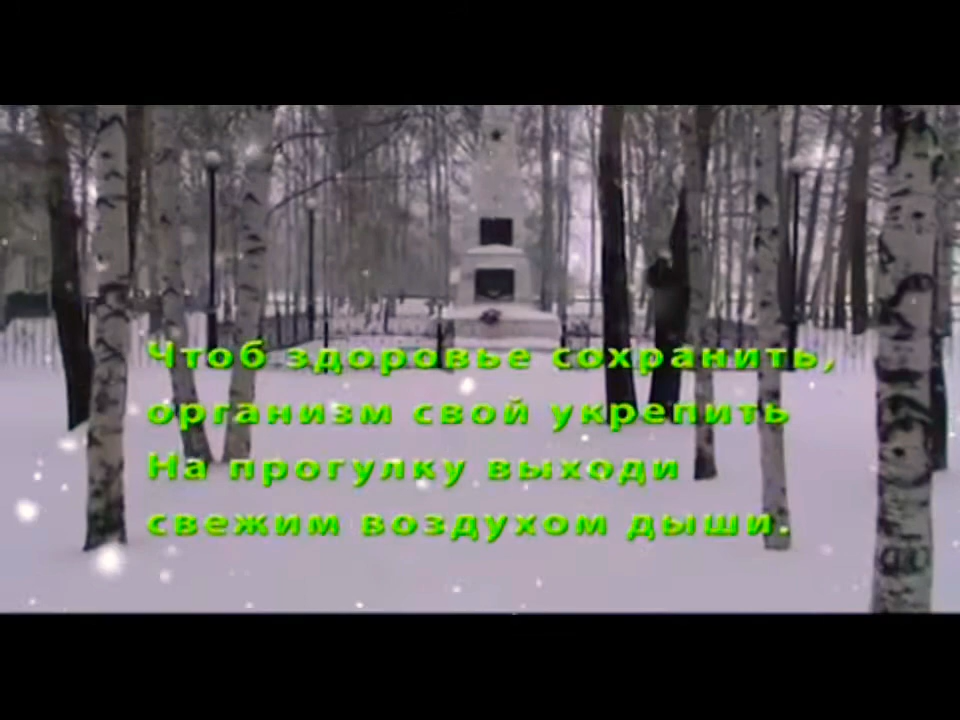 Чтоб здоровье сохранить,
организм свой укрепить
На прогулку выходи
свежим воздухом дыши.